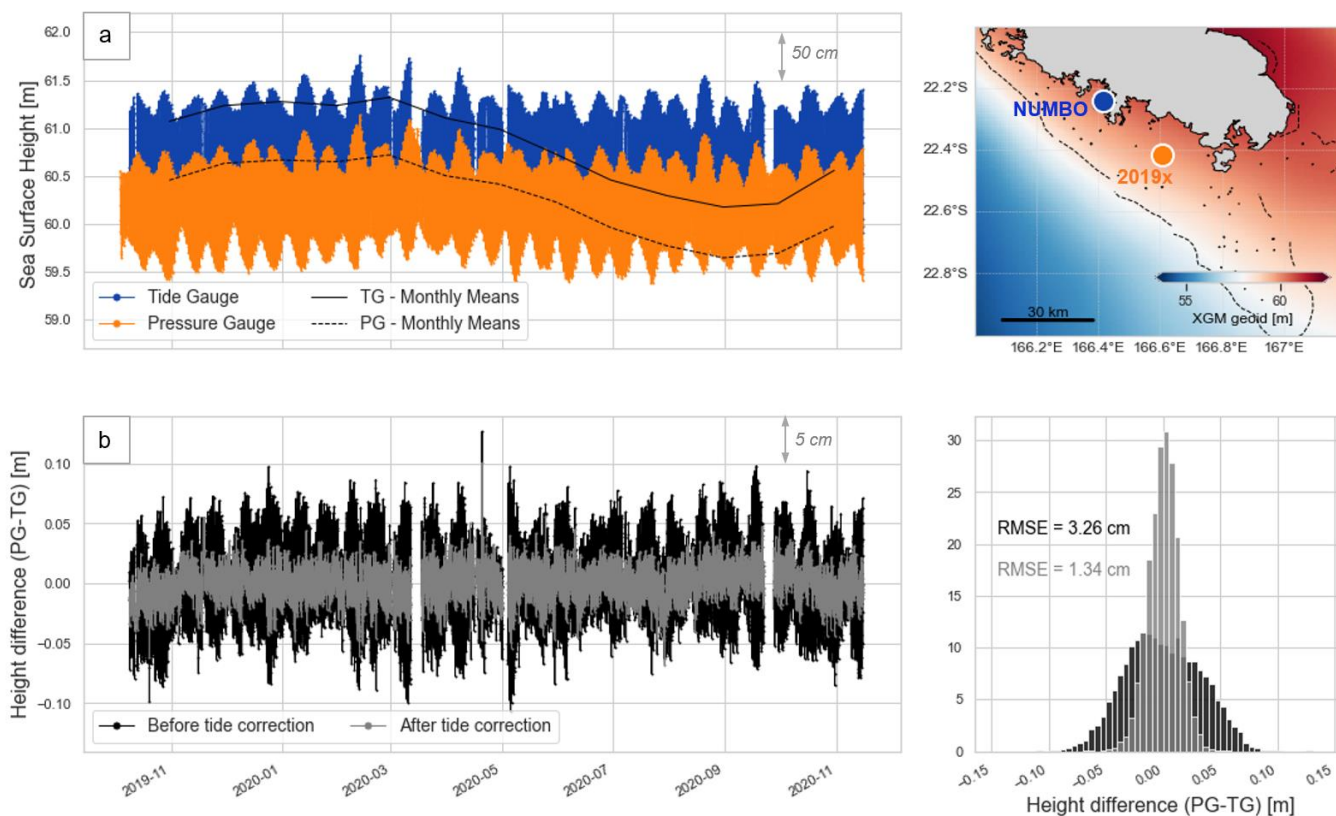 a
62.0
61.5
61.0
60.5
60.0
59.5
59.0
Sea Surface Height [m]
50 cm
Tide Gauge
Pressure Gauge
TG - Monthly Means
PG - Monthly Means
22.2°S
22.4°S
22.6°S
22.8°S
NUMBO
2019x
55
60
XGM geoid [m]
30 km
166.2°E
166.4°E
166.6°E
166.8°E
167°E
b
0.10
0.05
0.00
−0.05
−0.10
Height difference (PG-TG) [m]
5 cm
Before tide correction
After tide correction
2019-11
2020-01
2020-03
2020-05
2020-07
2020-09
2020-11
30
25
20
15
10
5
0
RMSE = 3.26 cm
RMSE = 1.34 cm
−0.15
−0.10
−0.05
0.00
0.05
0.10
0.15
Height difference (PG-TG) [m]